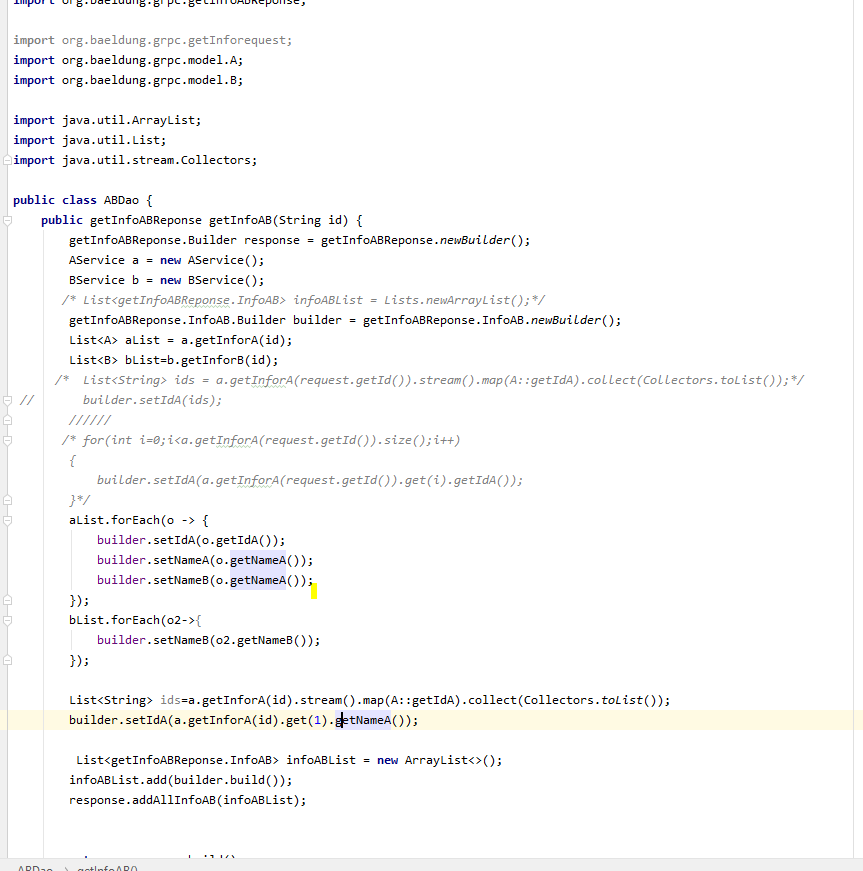 import org.baeldung.grpc.getInfoABReponse;
import org.baeldung.grpc.getInforequest;
import org.baeldung.grpc.model.A;
import org.baeldung.grpc.model.B;
import java.util.ArrayList;
import java.util.List;
import java.util.stream.Collectors;
public class ABDao {
public getInfoABReponse getInfoAB(String id) {
getInfoABReponse.Builder response = getInfoABReponse.newBuilder();
AService a = new AService();
BService b = new BService();
/* List<getInfoABReponse.InfoAB> infoABList = Lists.newArrayList();*/
getInfoABReponse.InfoAB.Builder builder = getInfoABReponse.InfoAB.newBuilder();
List<A> aList = a.getInforA(id);
List<B> bList=b.getInforB(id);
/*  List<String> ids = a.getInforA(request.getId()).stream().map(A::getIdA).collect(Collectors.toList());*/
//       builder.setIdA(ids);
//////
/* for(int i=0;i<a.getInforA(request.getId()).size();i++)
{
builder.setIdA(a.getInforA(request.getId()).get(i).getIdA());
}*/
aList.forEach(o -> {
builder.setIdA(o.getIdA());
builder.setNameA(o.getNameA());
builder.setNameB(o.getNameA());
});
bList.forEach(o2->{
builder.setNameB(o2.getNameB());
});
List<String> ids=a.getInforA(id).stream().map(A::getIdA).collect(Collectors.toList());
builder.setIdA(a.getInforA(id).get(1).getNameA());
List<getInfoABReponse.InfoAB> infoABList = new ArrayList<>();
infoABList.add(builder.build());
response.addAllInfoAB(infoABList);
ABDao > getInfoAB()